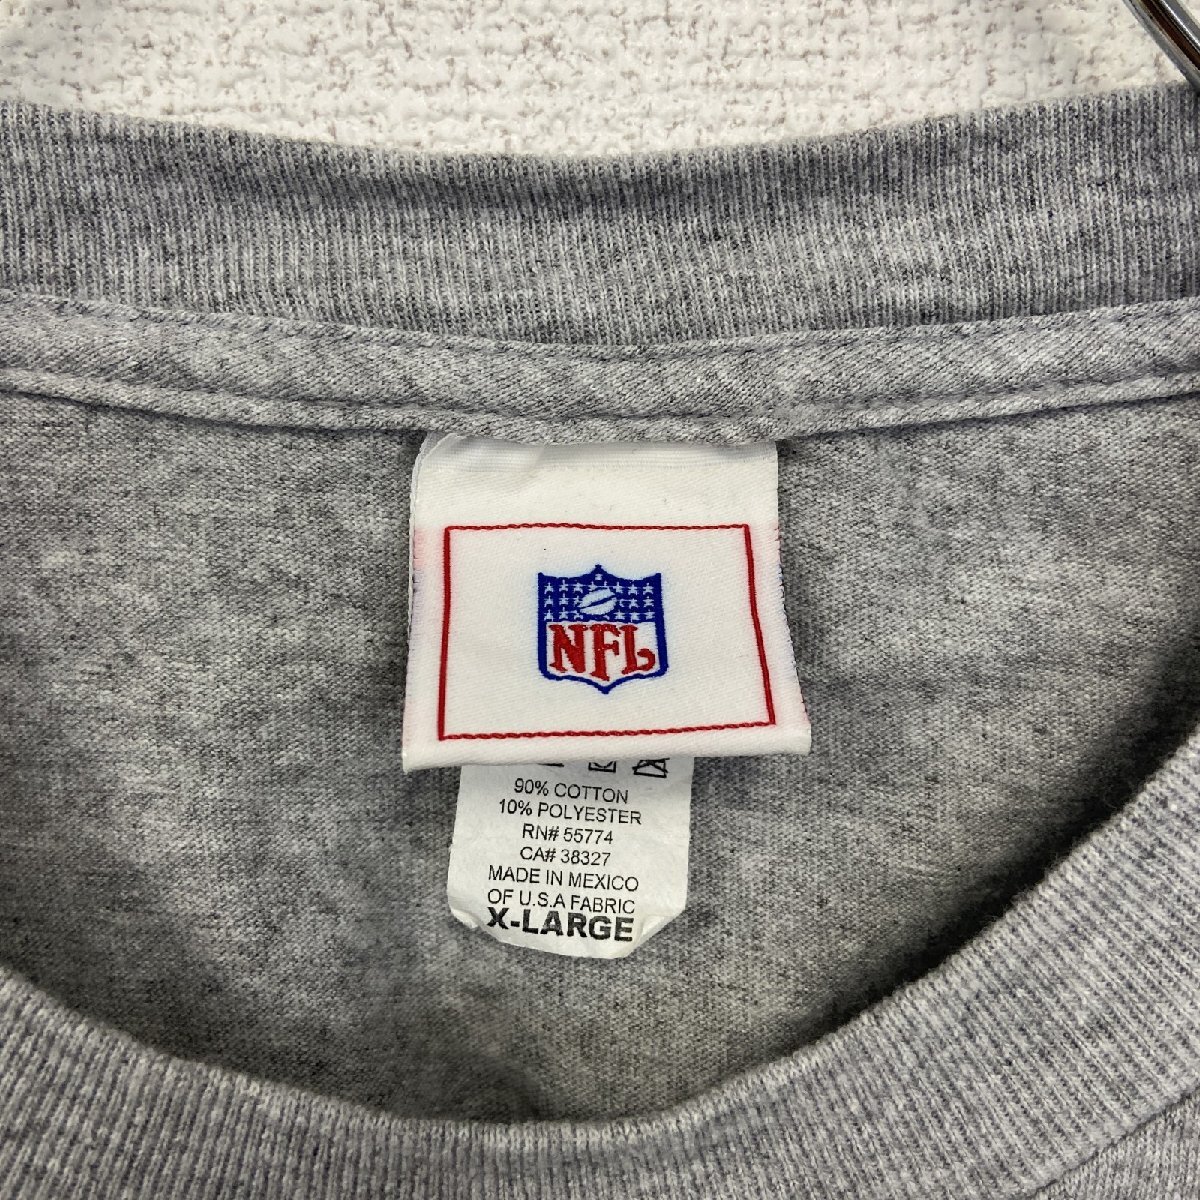 NFL
90% COTTON
10% POLYESTER
RN# 55774
CA# 38327
MADE IN MEXICO
OF U.S.A FABRIC
X-LARGE